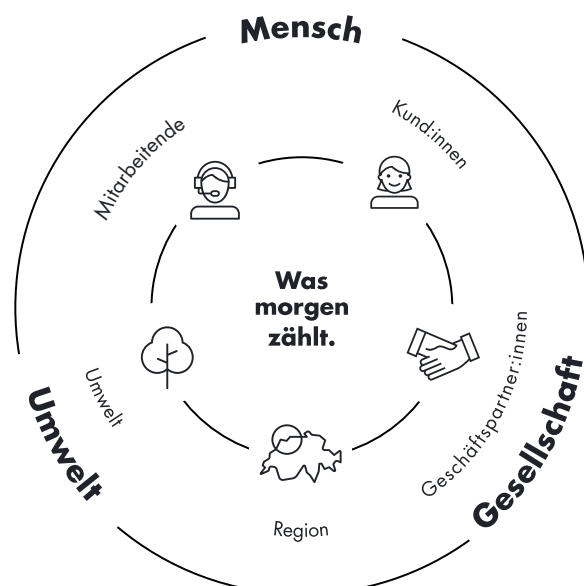 Mensch
Mitarbeitende
Kund:innen
Was
morgen
zählt.
Umwelt
Umwelt
Geschäftspartner:innen
Gesellschaft
Region